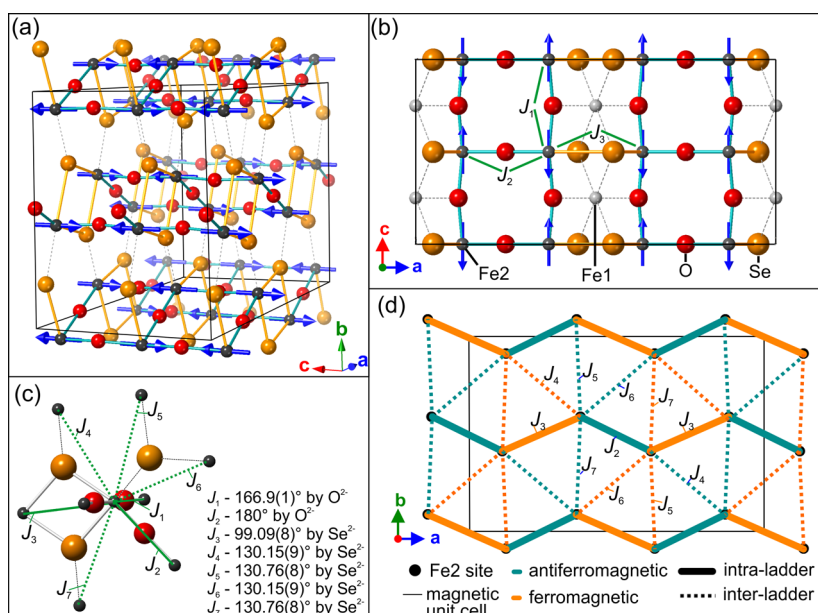 (a)
c
b
a
(b)
J1
J3
J2
c
a
Fe2
Fe1
O
Se
(c)
J4
J5
J6
J1
J3
J2
J7
J1 - 166.9(1)° by O2-
J2 - 180° by O2-
J3 - 99.09(8)° by Se2-
J4 - 130.15(9)° by Se2-
J5 - 130.76(8)° by Se2-
J6 - 130.15(9)° by Se2-
J7 - 130.76(8)° by Se2-
(d)
J4
J5
J6
J7
J3
J2
J3
J7
J4
J6
J5
b
a
Fe2 site
antiferromagnetic
intra-ladder
magnetic
unit cell
ferromagnetic
inter-ladder